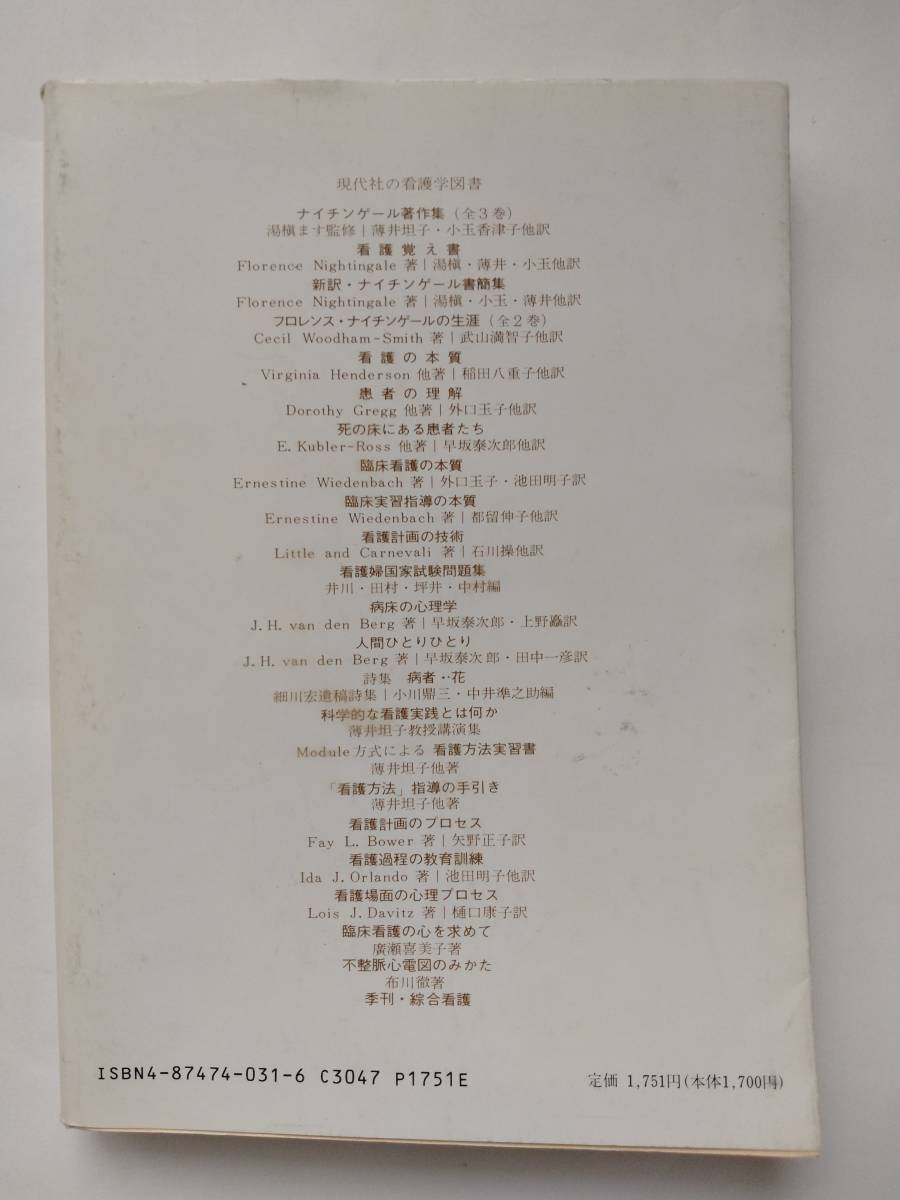 現代社の看護学図書
ナイチンゲール著作集（全3巻）
湯槇ます監修｜薄井坦子・小玉香津子他訳
看護覚え書
Florence Nightingale 著｜湯槇・薄井・小玉他訳
新訳・ナイチンゲール書簡集
Florence Nightingale 著｜湯槇・小玉・薄井他訳
フロレンス・ナイチンゲールの生涯（全2巻）
Cecil Woodham-Smith 著｜武山満智子他訳
看護の本質
Virginia Henderson 他著｜稲田八重子他訳
患者の理解
Dorothy Gregg 他著｜外口玉子他訳
死の床にある患者たち
E. Kubler-Ross 他著｜早坂泰次郎他訳
臨床看護の本質
Ernestine Wiedenbach 著｜外口玉子・池田明子訳
臨床実習指導の本質
Ernestine Wiedenbach 著｜都留伸子他訳
看護計画の技術
Little and Carnevali 著｜石川操他訳
看護婦国家試験問題集
井川・田村・坪井・中村編
病床の心理学
J. H. van den Berg 著｜早坂泰次郎・上野矗訳
人間ひとりひとり
J. H. van den Berg 著｜早坂泰次郎・田中一彦訳
詩集 病者・花
細川宏遺稿詩集｜小川鼎三・中井準之助編
科学的な看護実践とは何か
薄井坦子教授講演集
Module方式による 看護方法実習書
薄井坦子他著
「看護方法」指導の手引き
薄井坦子他著
看護計画のプロセス
Fay L. Bower 著｜矢野正子訳
看護過程の教育訓練
Ida J. Orlando 著｜池田明子他訳
看護場面の心理プロセス
Lois J. Davitz 著｜樋口康子訳
臨床看護の心を求めて
廣瀬喜美子著
不整脈心電図のみかた
布川徹著
季刊・綜合看護
ISBN4-87474-031-6 C3047 P1751E
定価 1,751円（本体1,700円）